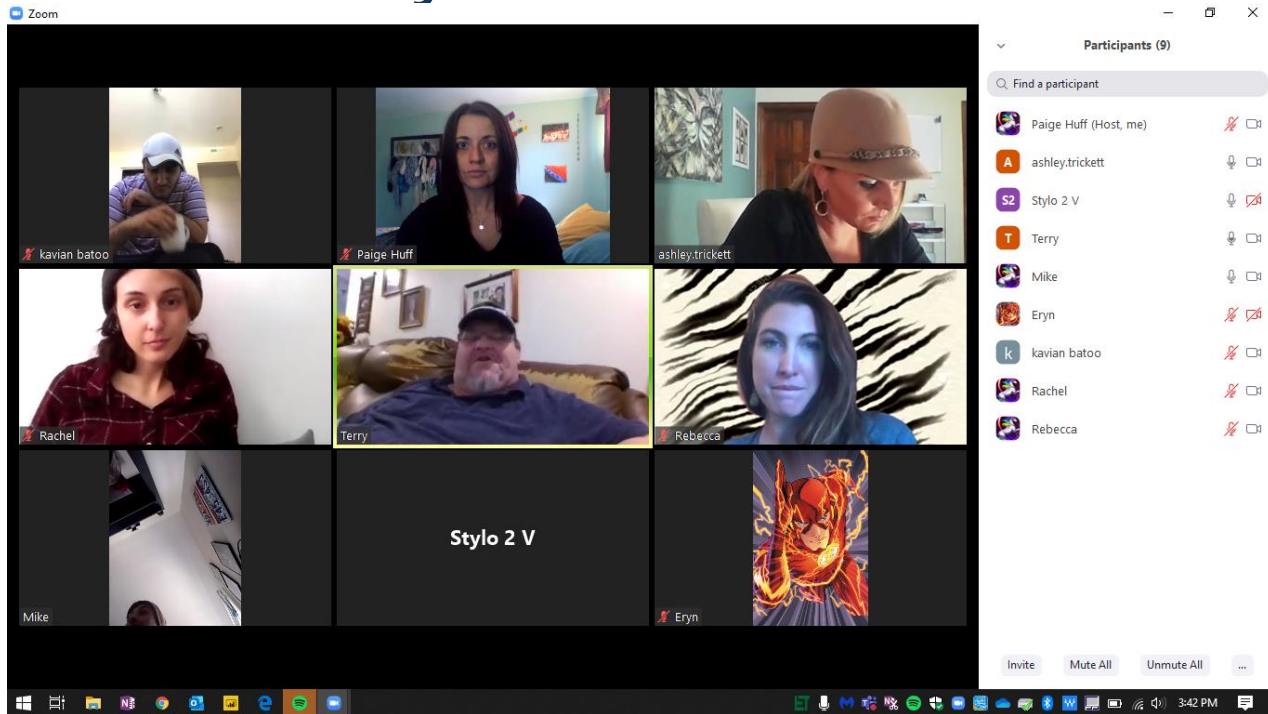 Zoom
kavian batoo
Paige Huff
ashley.trickett
Rachel
Terry
Rebecca
Mike
Stylo 2 V
Eryn
Participants (9)
Find a participant
Paige Huff (Host, me)
A ashley.trickett
S2 Stylo 2 V
T Terry
Mike
Eryn
k kavian batoo
Rachel
Rebecca
Invite Mute All Unmute All ...
3:42 PM